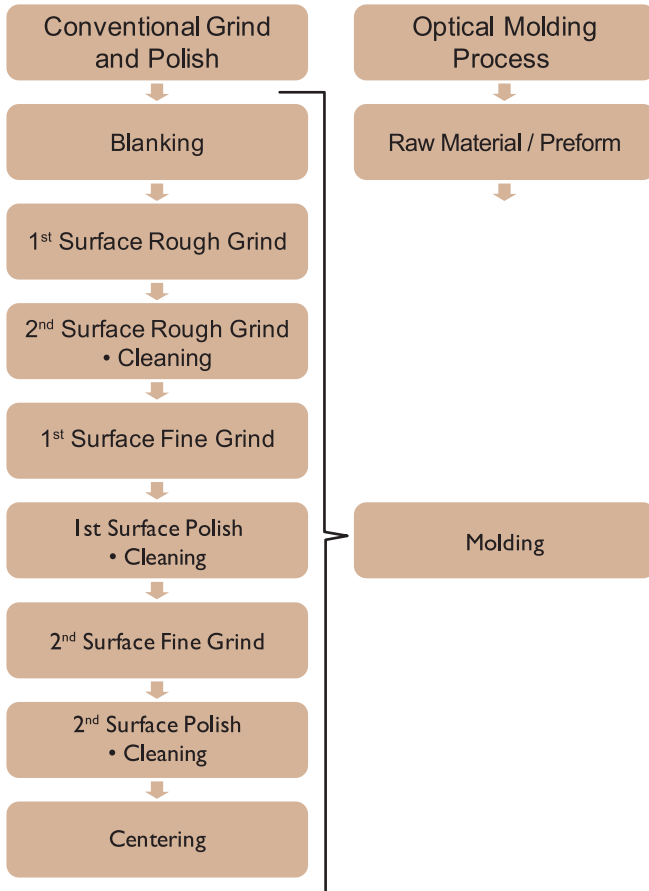 Conventional Grind
and Polish
Blanking
1st Surface Rough Grind
2nd Surface Rough Grind
• Cleaning
1st Surface Fine Grind
1st Surface Polish
• Cleaning
2nd Surface Fine Grind
2nd Surface Polish
• Cleaning
Centering
Optical Molding
Process
Raw Material / Preform
Molding